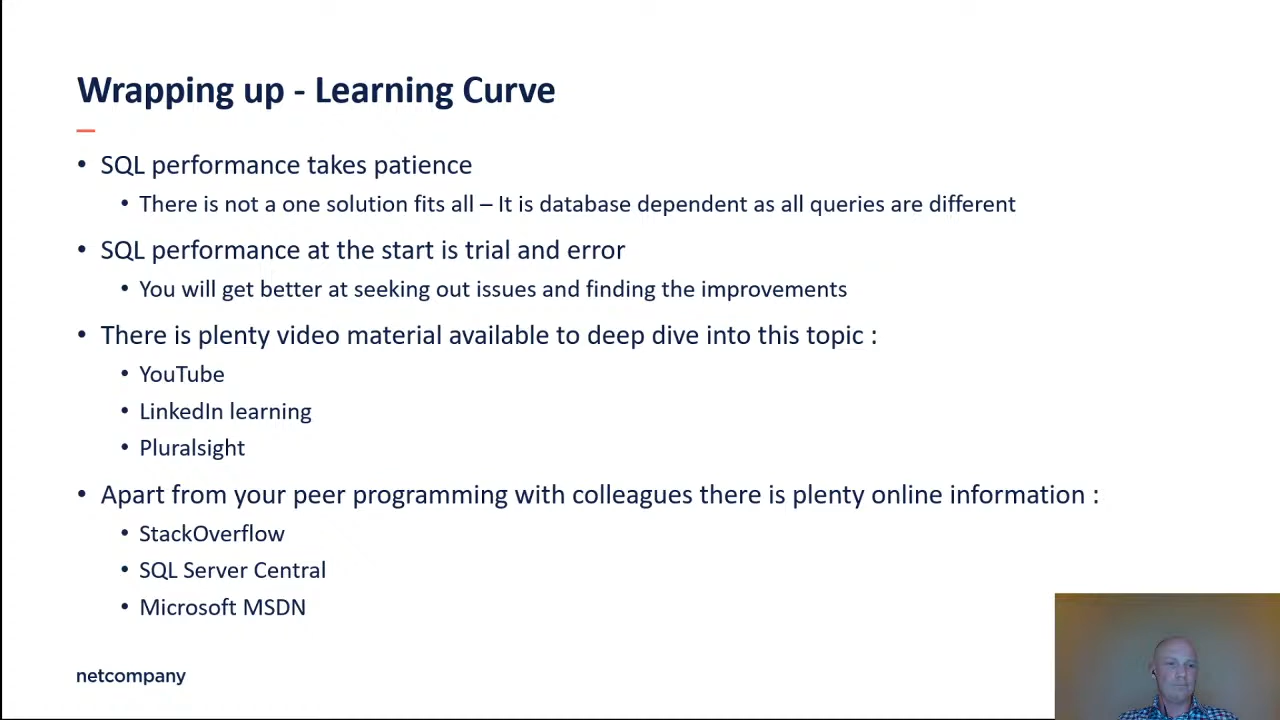 Wrapping up - Learning Curve
• SQL performance takes patience
• There is not a one solution fits all – It is database dependent as all queries are different
• SQL performance at the start is trial and error
• You will get better at seeking out issues and finding the improvements
• There is plenty video material available to deep dive into this topic :
• YouTube
• LinkedIn learning
• Pluralsight
• Apart from your peer programming with colleagues there is plenty online information :
• StackOverflow
• SQL Server Central
• Microsoft MSDN
netcompany